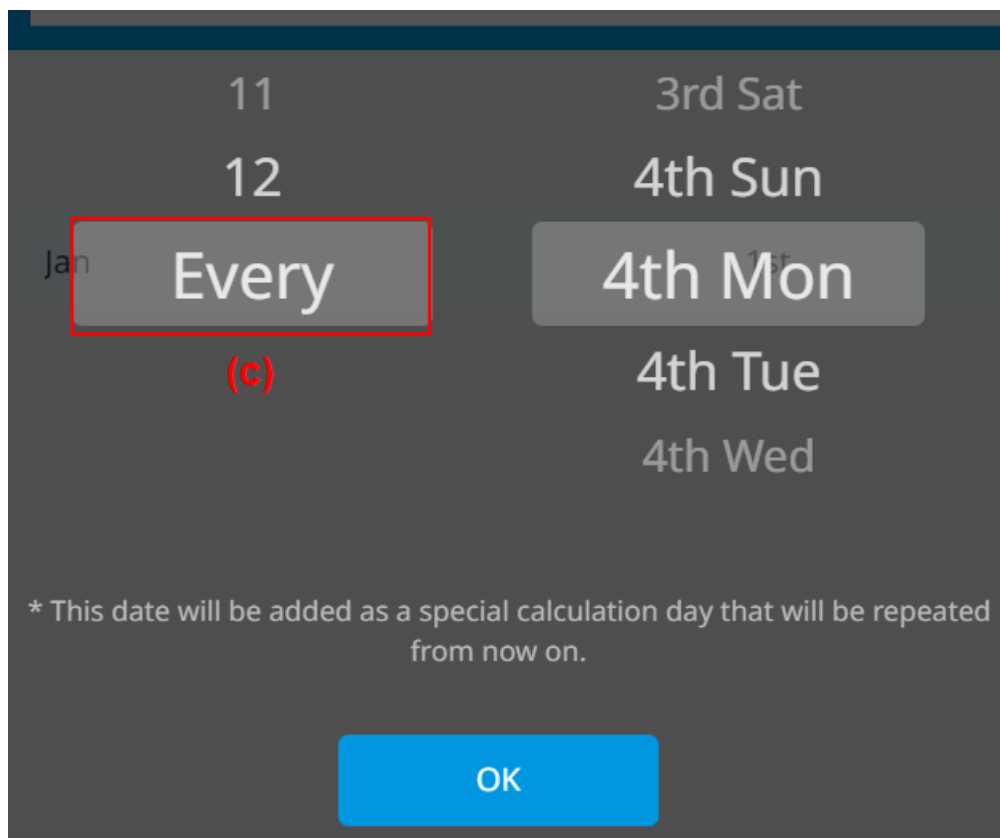 11 3rd Sat
12 4th Sun
Jan 1st
Every 4th Mon
(c) 4th Tue
4th Wed
* This date will be added as a special calculation day that will be repeated
from now on.
OK